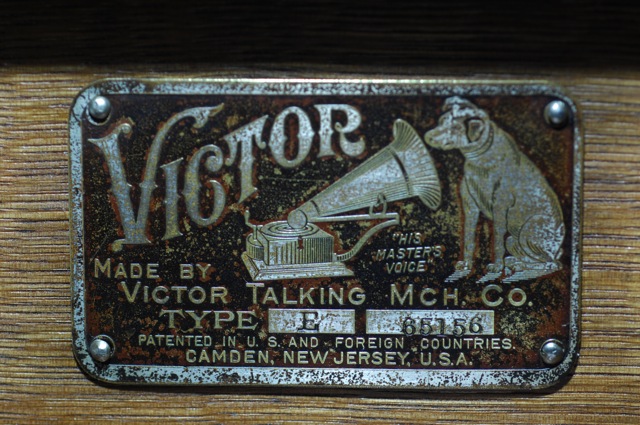 VICTOR
"HIS
MASTER'S
VOICE"
MADE BY
VICTOR TALKING MCH. CO.
TYPE E 65156
PATENTED IN U.S. AND FOREIGN COUNTRIES.
CAMDEN, NEW JERSEY, U.S.A.